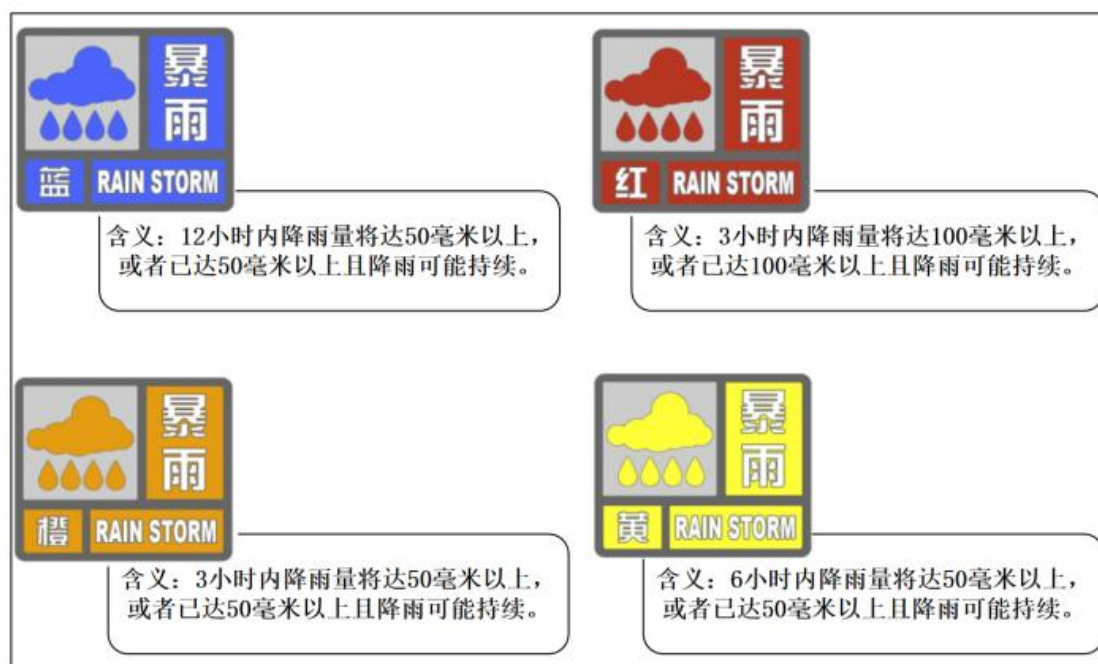 暴雨
蓝 RAIN STORM
含义：12小时内降雨量将达50毫米以上，
或者已达50毫米以上且降雨可能持续。
暴雨
红 RAIN STORM
含义：3小时内降雨量将达100毫米以上，
或者已达100毫米以上且降雨可能持续。
暴雨
橙 RAIN STORM
含义：3小时内降雨量将达50毫米以上，
或者已达50毫米以上且降雨可能持续。
暴雨
黄 RAIN STORM
含义：6小时内降雨量将达50毫米以上，
或者已达50毫米以上且降雨可能持续。